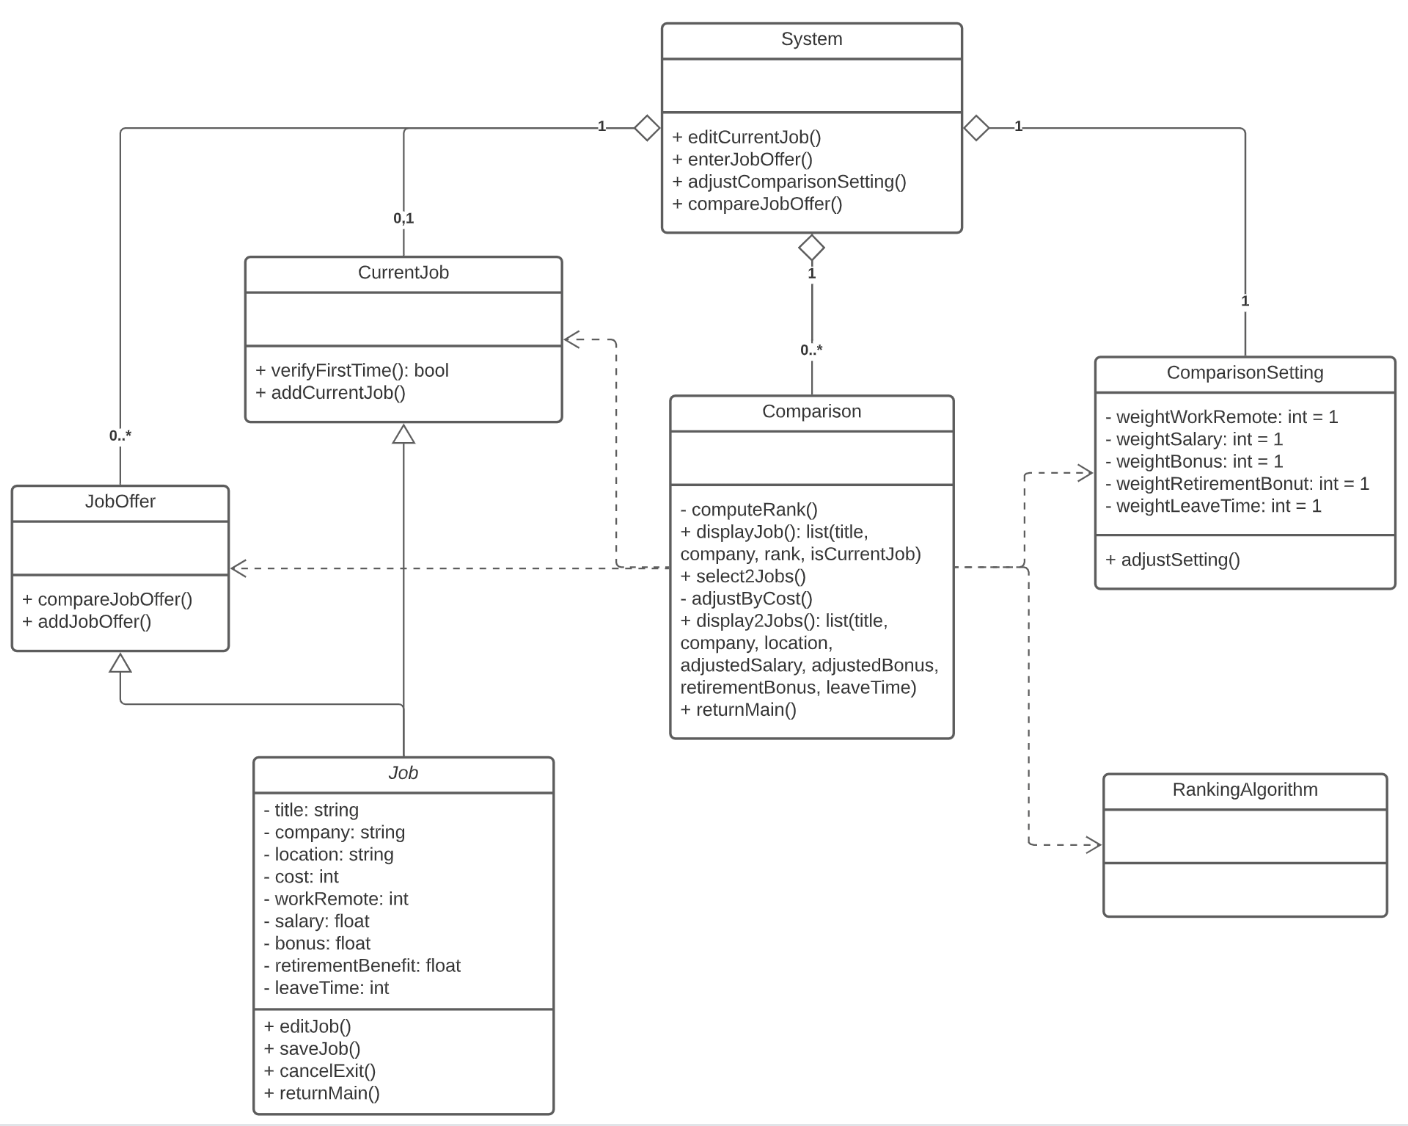 System
+ editCurrentJob()
+ enterJobOffer()
+ adjustComparisonSetting()
+ compareJobOffer()
1
1
1
0,1
0..*
1
0..*
CurrentJob
+ verifyFirstTime(): bool
+ addCurrentJob()
JobOffer
+ compareJobOffer()
+ addJobOffer()
Comparison
- computeRank()
+ displayJob(): list(title,
company, rank, isCurrentJob)
+ select2Jobs()
- adjustByCost()
+ display2Jobs(): list(title,
company, location,
adjustedSalary, adjustedBonus,
retirementBonus, leaveTime)
+ returnMain()
ComparisonSetting
- weightWorkRemote: int = 1
- weightSalary: int = 1
- weightBonus: int = 1
- weightRetirementBonut: int = 1
- weightLeaveTime: int = 1
+ adjustSetting()
Job
- title: string
- company: string
- location: string
- cost: int
- workRemote: int
- salary: float
- bonus: float
- retirementBenefit: float
- leaveTime: int
+ editJob()
+ saveJob()
+ cancelExit()
+ returnMain()
RankingAlgorithm